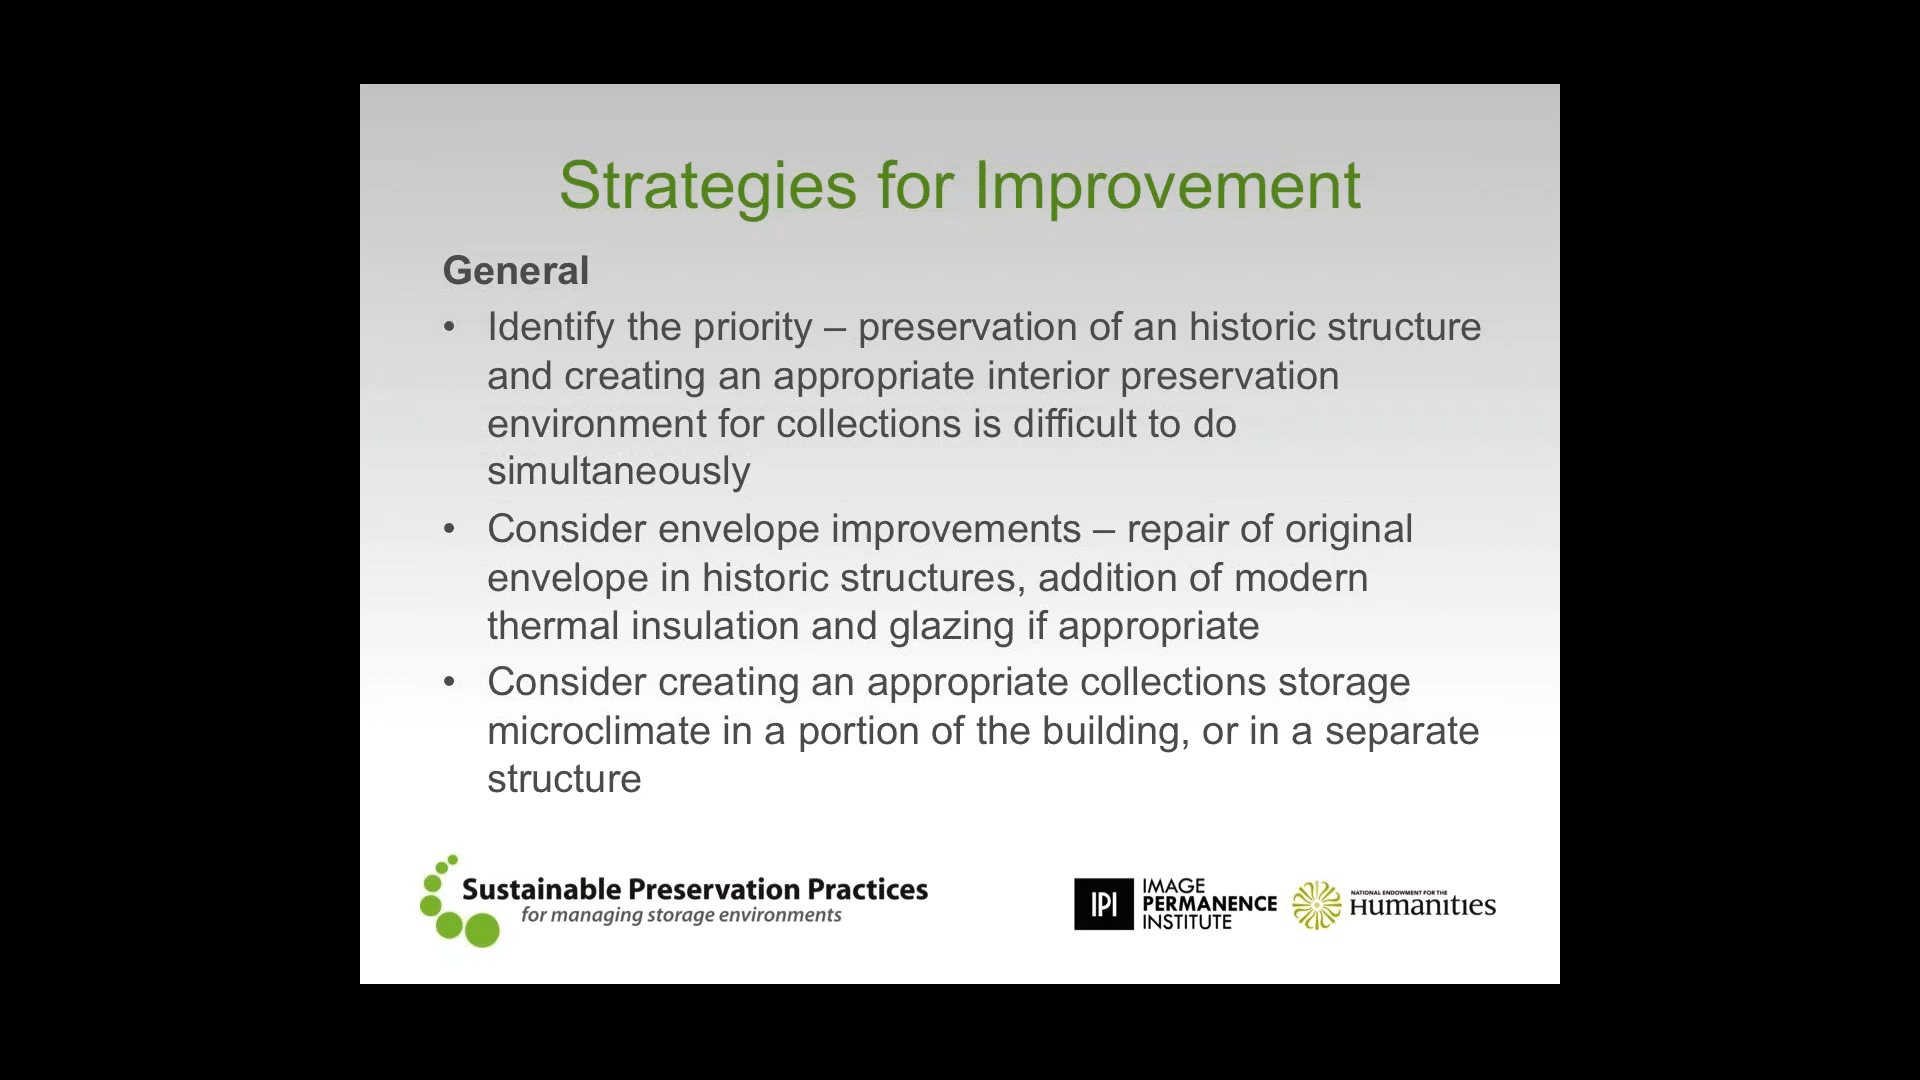 Strategies for Improvement
General
• Identify the priority – preservation of an historic structure
and creating an appropriate interior preservation
environment for collections is difficult to do
simultaneously
• Consider envelope improvements – repair of original
envelope in historic structures, addition of modern
thermal insulation and glazing if appropriate
• Consider creating an appropriate collections storage
microclimate in a portion of the building, or in a separate
structure
Sustainable Preservation Practices
for managing storage environments
IPI
IMAGE
PERMANENCE
INSTITUTE
NATIONAL ENDOWMENT FOR THE
Humanities